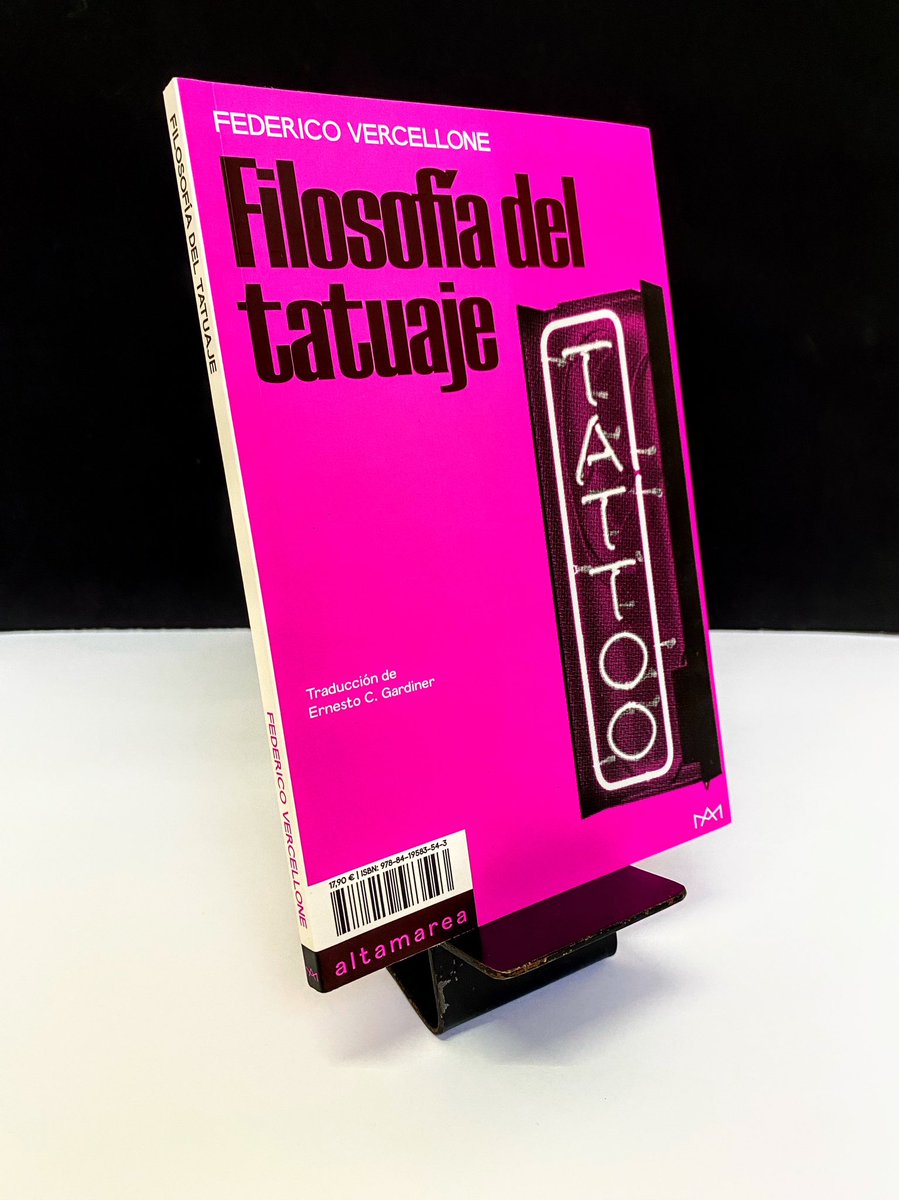 FEDERICO VERCELLONE
Filosofía del
tatuaje
TATTOO
Traducción de
Ernesto C. Gardiner
17,90 € | ISBN: 978-84-19583-54-3
altamarea
FILOSOFÍA DEL TATUAJE
FEDERICO VERCELLONE